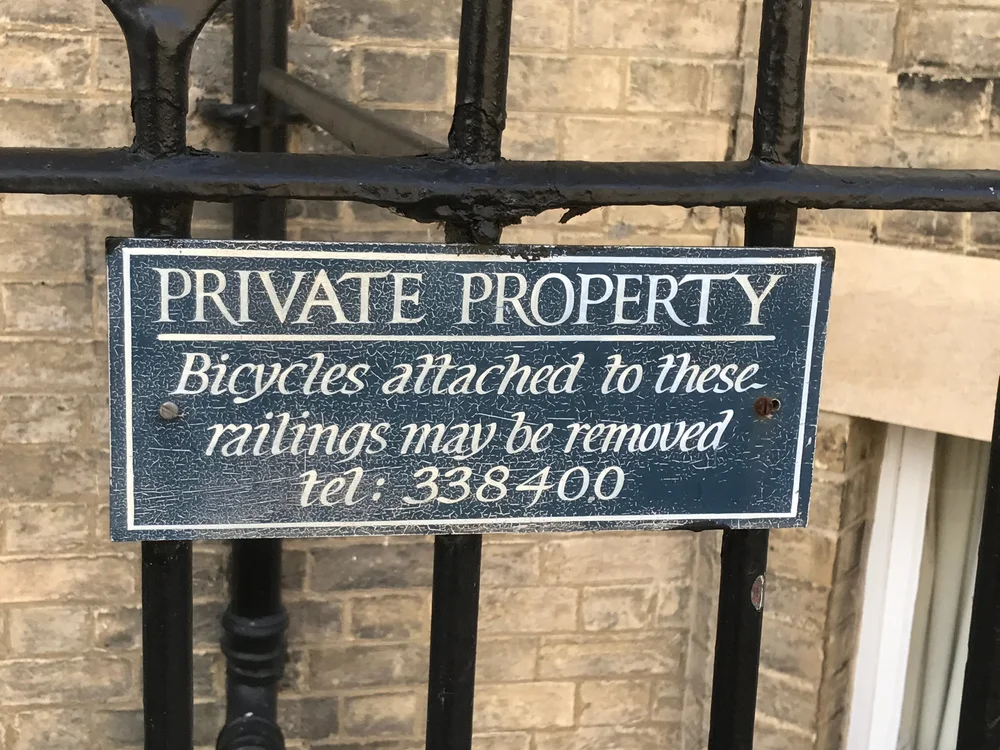 PRIVATE PROPERTY
Bicycles attached to these
railings may be removed
tel: 338400